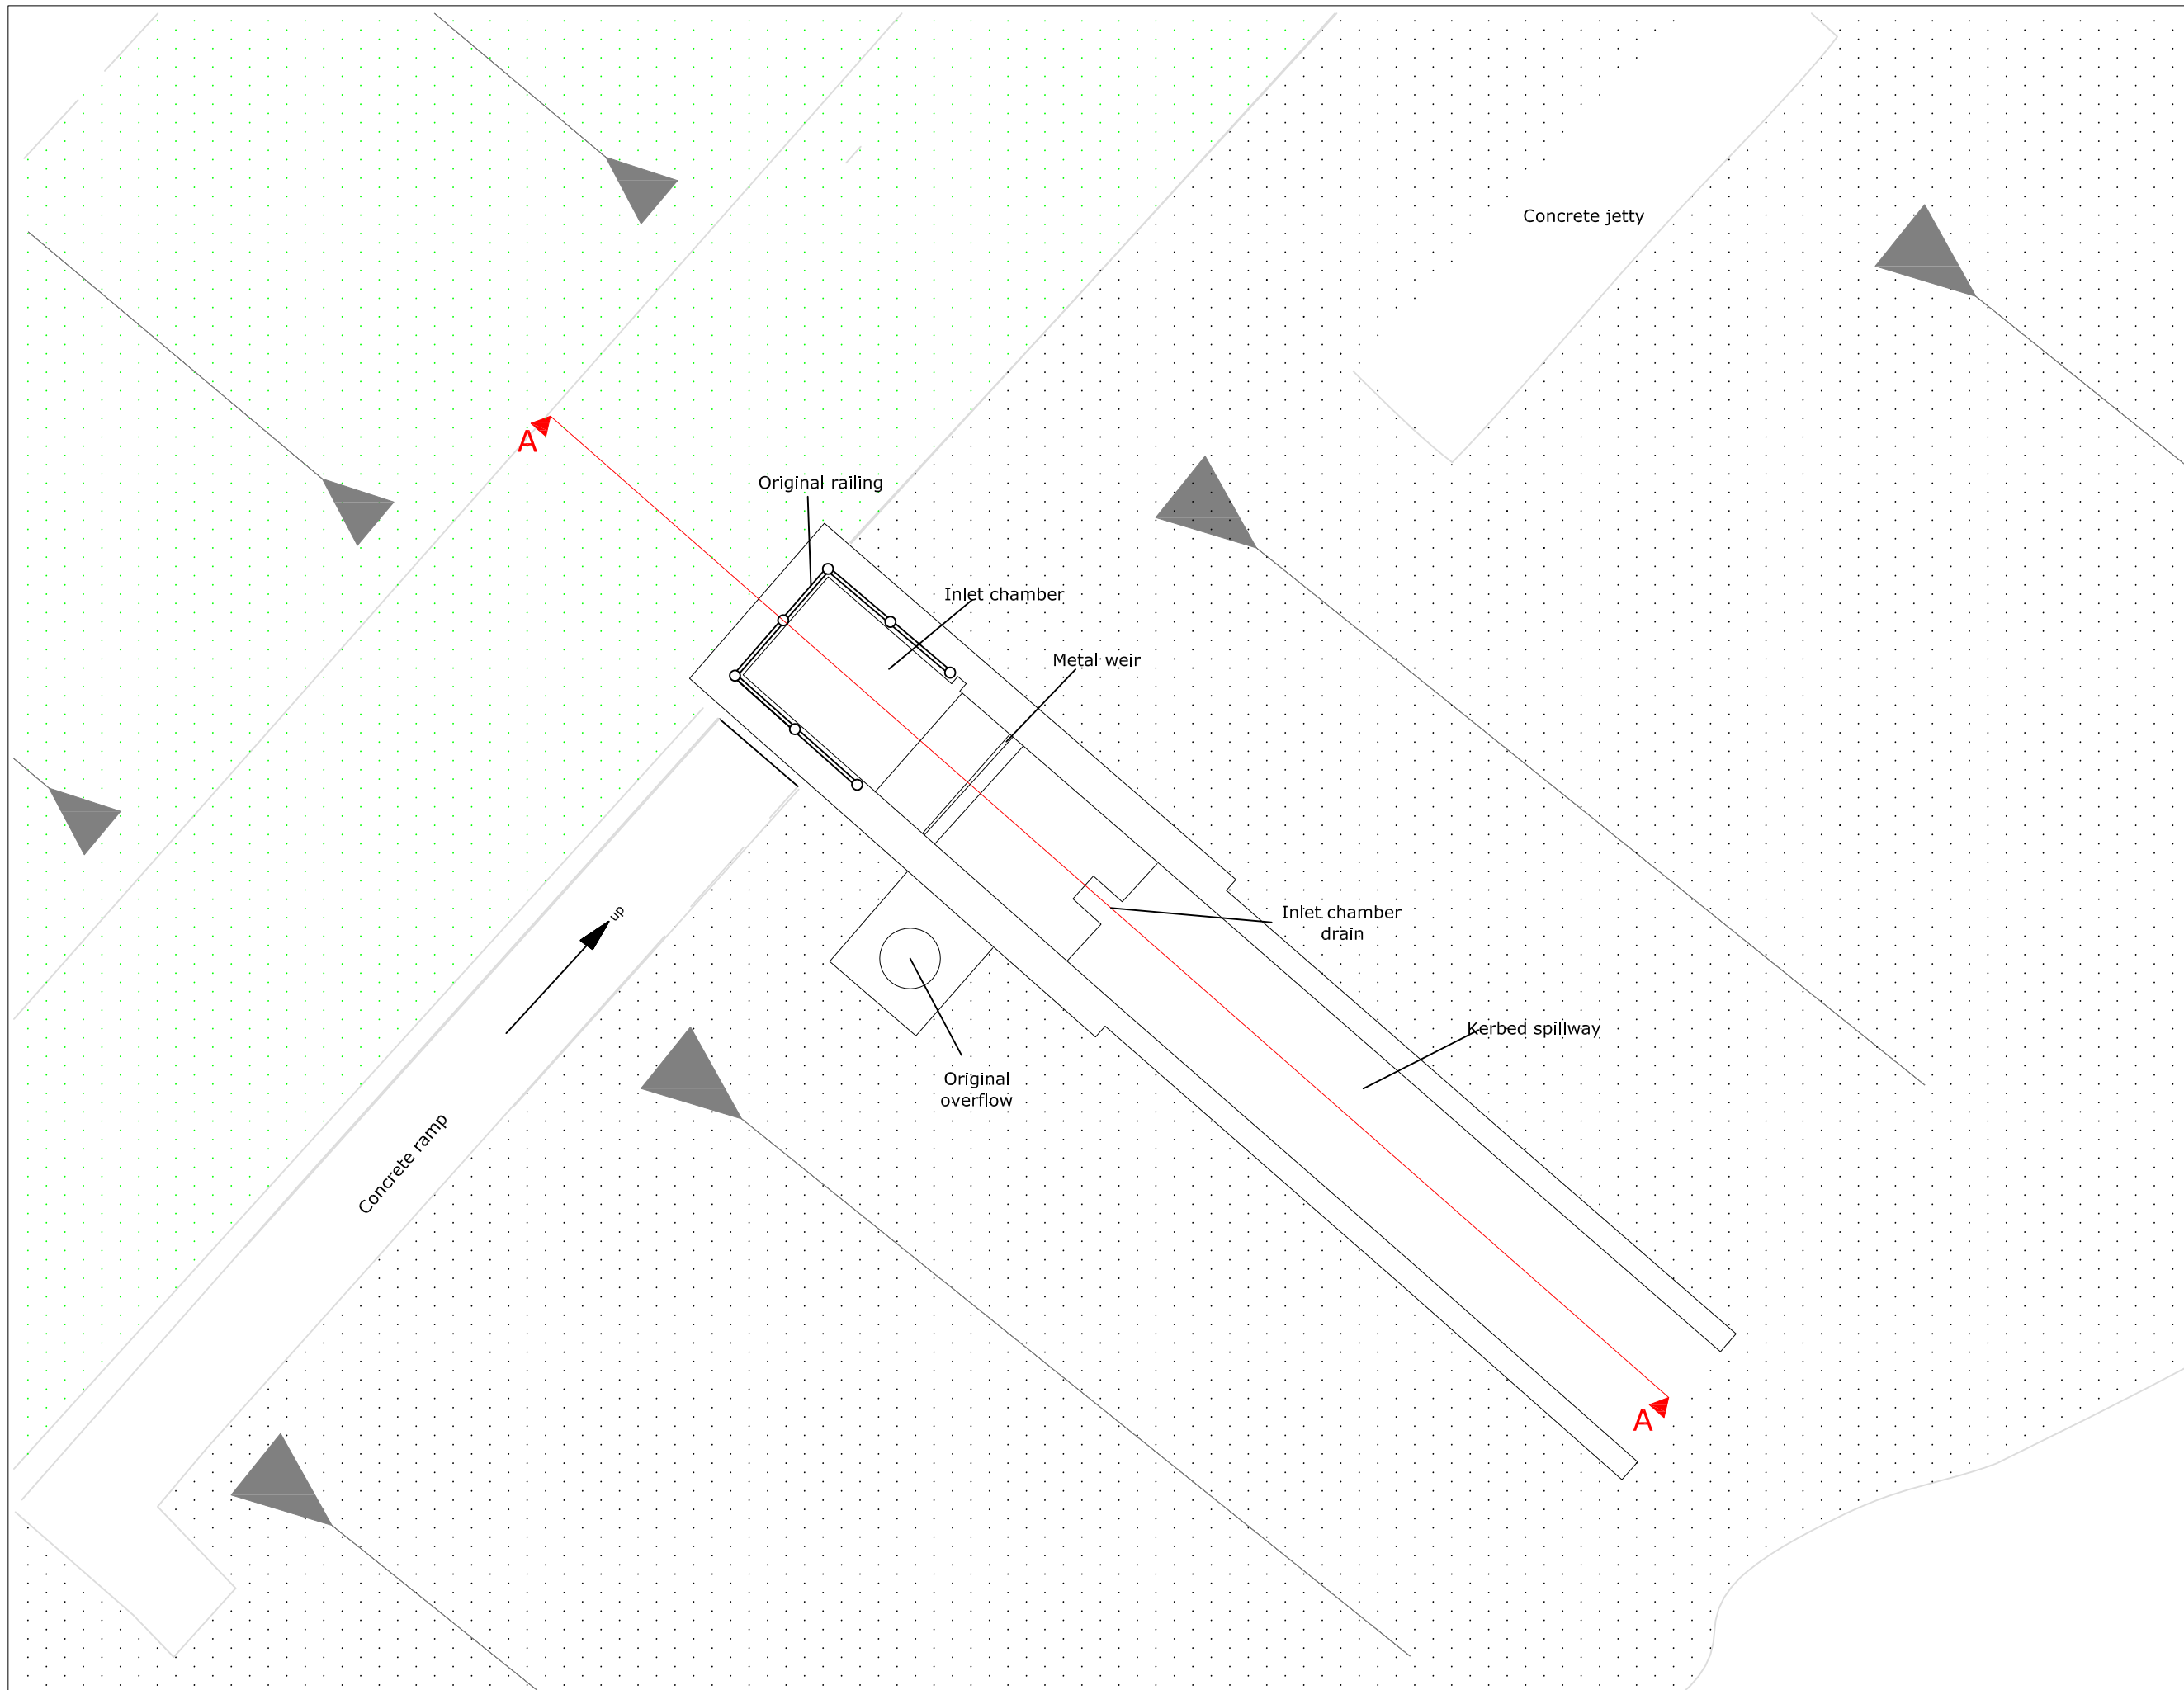 Concrete jetty
A
Original railing
Inlet chamber
Metal weir
up
Inlet chamber
drain
Kerbed spillway
Original
overflow
Concrete ramp
A